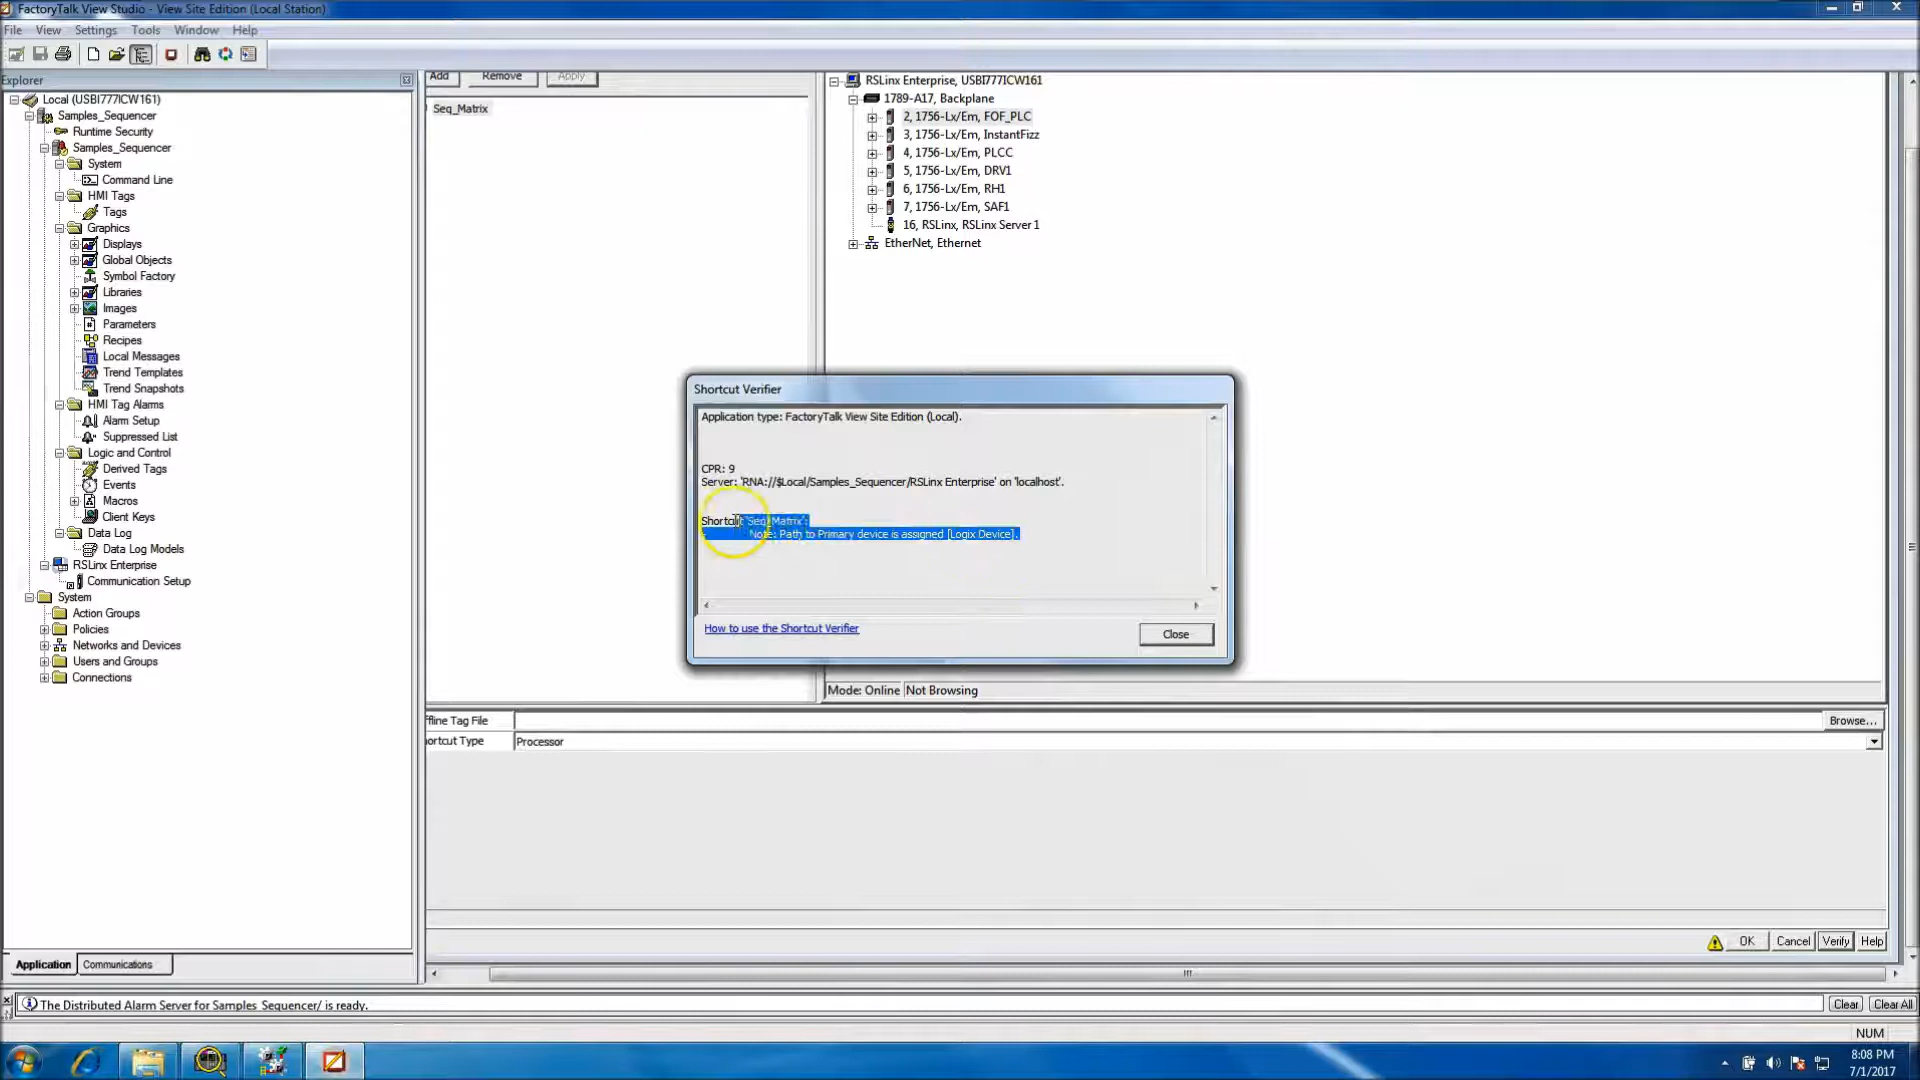 FactoryTalk View Studio - View Site Edition (Local Station)
File View Settings Tools Window Help
Explorer
Local (USBI777ICW161)
Samples_Sequencer
Runtime Security
Samples_Sequencer
System
Command Line
HMI Tags
Tags
Graphics
Displays
Global Objects
Symbol Factory
Libraries
Images
Parameters
Recipes
Local Messages
Trend Templates
Trend Snapshots
HMI Tag Alarms
Alarm Setup
Suppressed List
Logic and Control
Derived Tags
Events
Macros
Client Keys
Data Log
Data Log Models
RSLinx Enterprise
Communication Setup
System
Action Groups
Policies
Networks and Devices
Users and Groups
Connections
Application Communications
Add Remove Apply
Seq_Matrix
RSLinx Enterprise, USBI777ICW161
1789-A17, Backplane
2, 1756-Lx/Em, FOF_PLC
3, 1756-Lx/Em, InstantFizz
4, 1756-Lx/Em, PLCC
5, 1756-Lx/Em, DRV1
6, 1756-Lx/Em, RH1
7, 1756-Lx/Em, SAF1
16, RSLinx, RSLinx Server 1
EtherNet, Ethernet
Shortcut Verifier
Application type: FactoryTalk View Site Edition (Local).
CPR: 9
Server: 'RNA://$Local/Samples_Sequencer/RSLinx Enterprise' on 'localhost'.
Shortcut 'Seq_Matrix':
Note: Path to Primary device is assigned [Logix Device].
How to use the Shortcut Verifier
Close
Mode: Online Not Browsing
ffline Tag File
Browse...
ortcut Type Processor
OK Cancel Verify Help
The Distributed Alarm Server for Samples_Sequencer/ is ready.
Clear Clear All
NUM
8:08 PM
7/1/2017